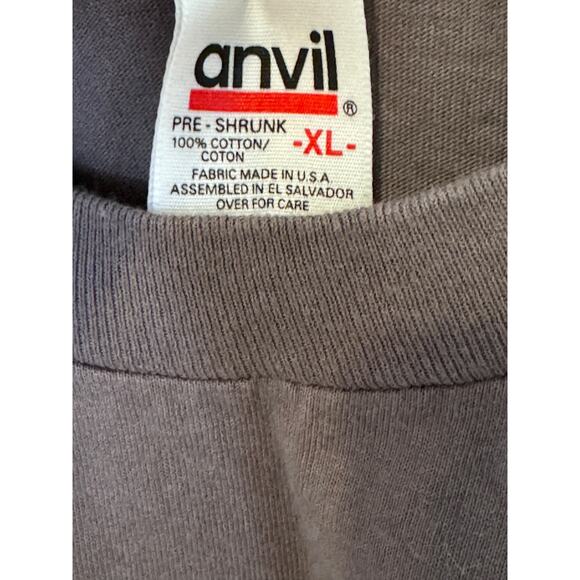 anvil®
PRE-SHRUNK
100% COTTON/
COTON
-XL-
FABRIC MADE IN U.S.A
ASSEMBLED IN EL SALVADOR
OVER FOR CARE